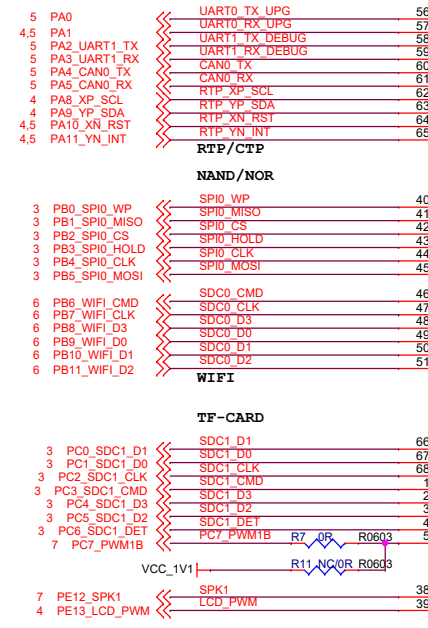 5 PA0 UART0_TX_UPG 56
4,5 PA1 UART0_RX_UPG 57
5 PA2_UART1_TX UART1_TX_DEBUG 58
5 PA3_UART1_RX UART1_TX_DEBUG 59
5 PA4_CAN0_TX CAN0_TX 60
5 PA5_CAN0_RX CAN0_RX 61
4 PA8_XP_SCL RTP_XP_SCL 62
4 PA9_YP_SDA RTP_YP_SDA 63
4,5 PA10_XN_RST RTP_XN_RST 64
4,5 PA11_YN_INT RTP_YN_INT 65
RTP/CTP
NAND/NOR
3 PB0_SPI0_WP SPI0_WP 40
3 PB1_SPI0_MISO SPI0_MISO 41
3 PB2_SPI0_CS SPI0_CS 42
3 PB3_SPI0_HOLD SPI0_HOLD 43
3 PB4_SPI0_CLK SPI0_CLK 44
3 PB5_SPI0_MOSI SPI0_MOSI 45
6 PB6_WIFI_CMD SDC0_CMD 46
6 PB7_WIFI_CLK SDC0_CLK 47
6 PB8_WIFI_D3 SDC0_D3 48
6 PB9_WIFI_D0 SDC0_D0 49
6 PB10_WIFI_D1 SDC0_D1 50
6 PB11_WIFI_D2 SDC0_D2 51
WIFI
TF-CARD
3 PC0_SDC1_D1 SDC1_D1 66
3 PC1_SDC1_D0 SDC1_D0 67
3 PC2_SDC1_CLK SDC1_CLK 68
3 PC3_SDC1_CMD SDC1_CMD 1
3 PC4_SDC1_D3 SDC1_D3 2
3 PC5_SDC1_D2 SDC1_D2 3
3 PC6_SDC1_DET SDC1_DET 4
7 PC7_PWM1B PC7_PWM1B R7 0R R0603 5
VCC_1V1 R11 NC/0R R0603
7 PE12_SPK1 SPK1 38
4 PE13_LCD_PWM LCD_PWM 39